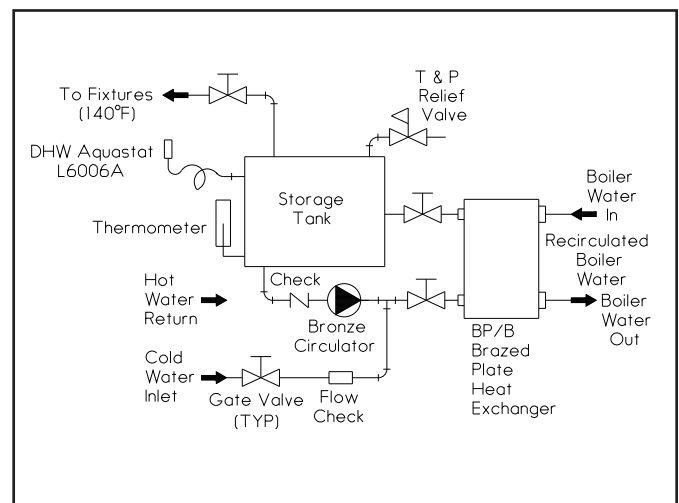 T & P
Relief
Valve
To Fixtures
(140°F)
DHW Aquastat
L6006A
Storage
Tank
Boiler
Water
In
Thermometer
Recirculated
Boiler
Water
Hot
Water
Return
Check
Bronze
Circulator
Boiler
Water
Out
BP/B
Brazed
Plate
Heat
Exchanger
Cold
Water
Inlet
Gate Valve
(TYP)
Flow
Check